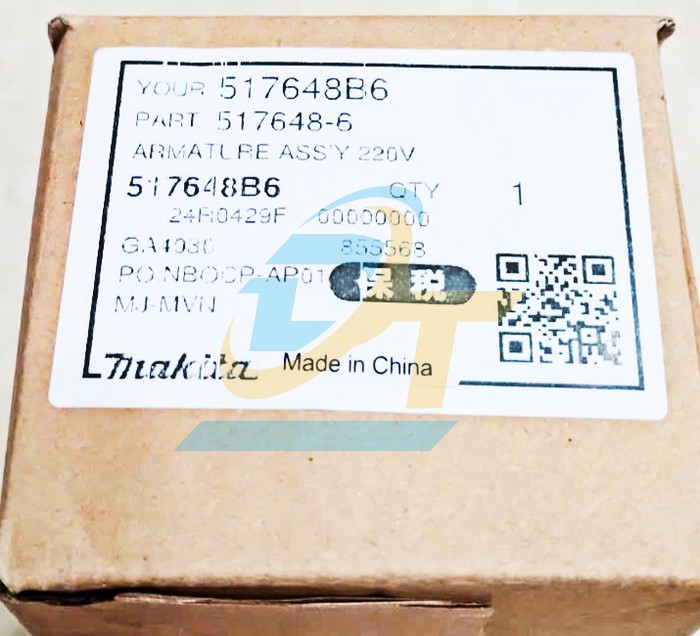 YOUR 517648B6
PART 517648-6
ARMATURE ASS'Y 220V
517648B6 QTY 1
24R0429F 00000000
GA4030 855568
PO:NBOCP-AP01 保税
MJ-MVN
makita Made in China
DT